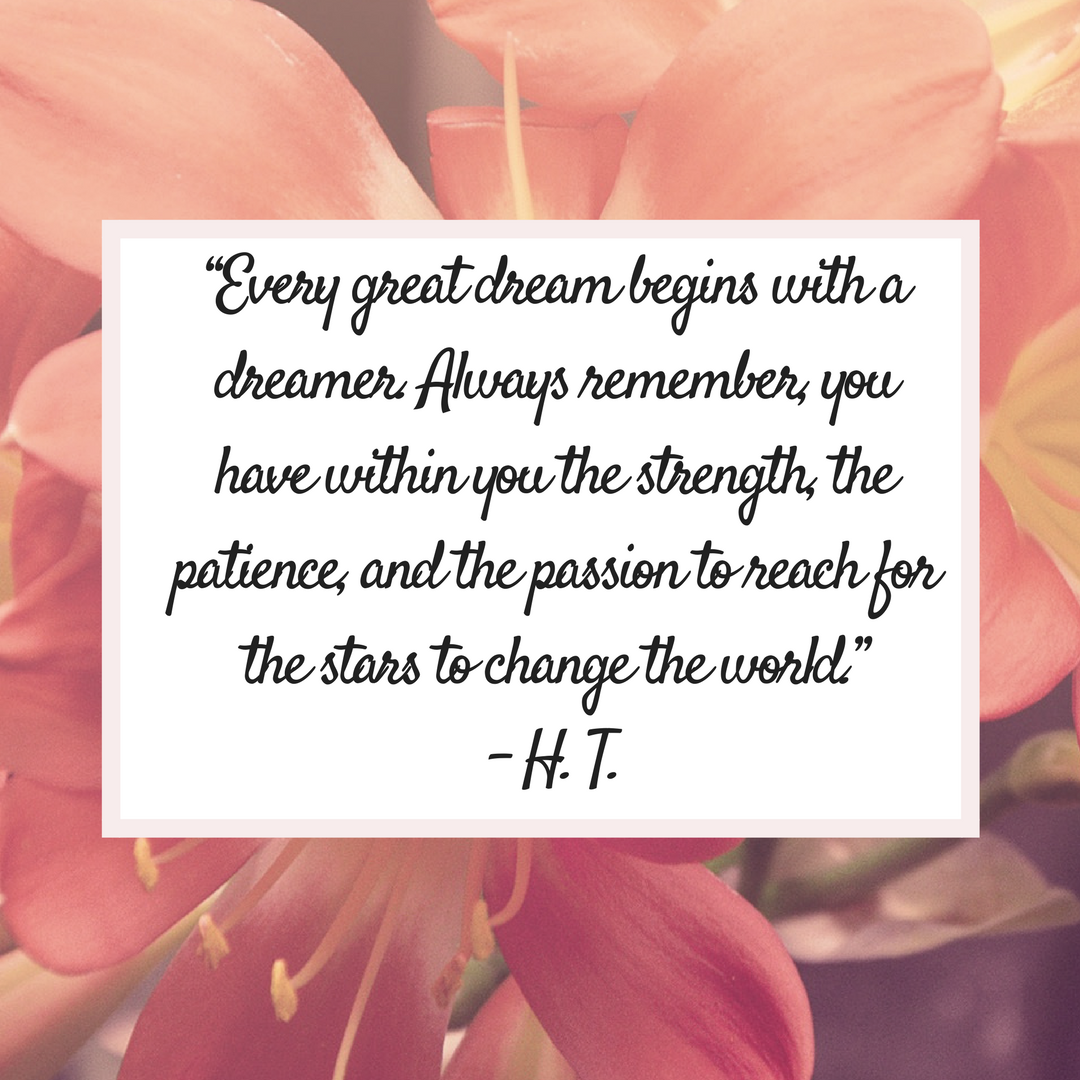 “Every great dream begins with a
dreamer. Always remember, you
have within you the strength, the
patience, and the passion to reach for
the stars to change the world.”
- H. T.